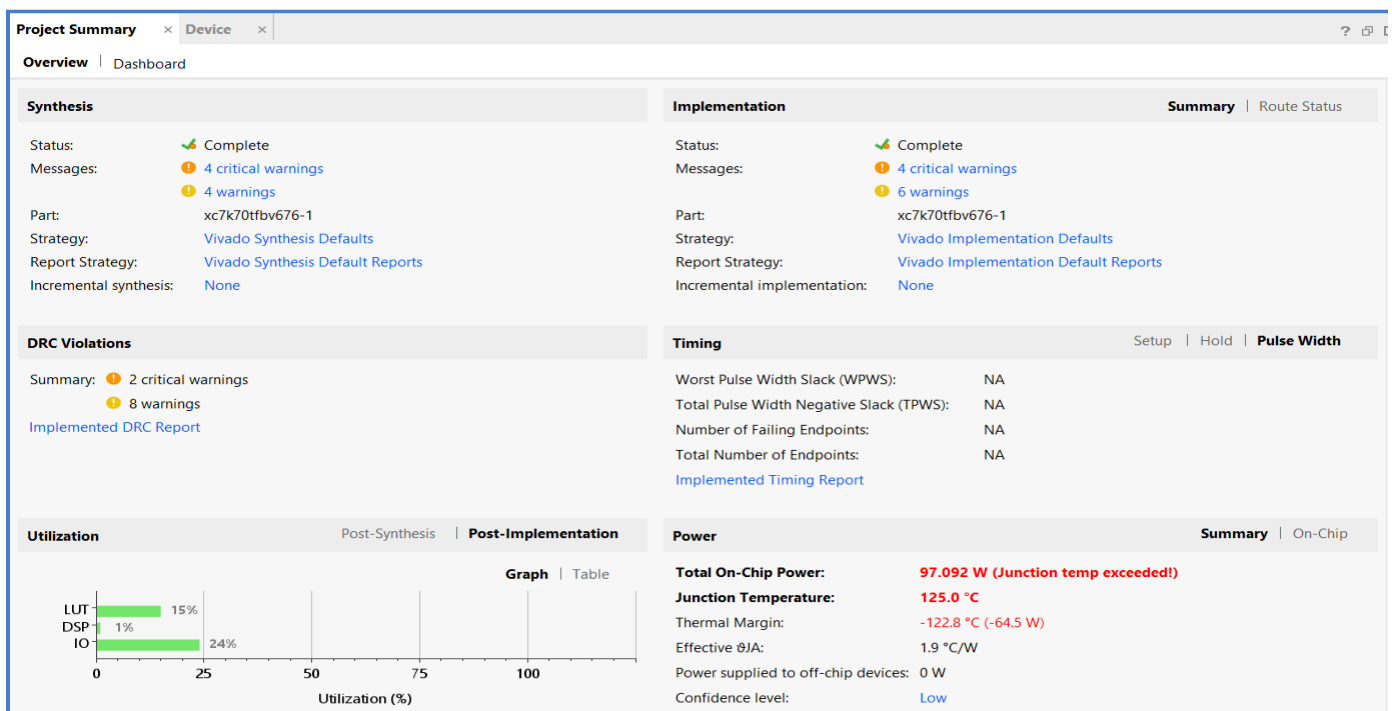 Project Summary × Device ×
Overview | Dashboard
Synthesis
Status: Complete
Messages: 4 critical warnings
4 warnings
Part: xc7k70tfbv676-1
Strategy: Vivado Synthesis Defaults
Report Strategy: Vivado Synthesis Default Reports
Incremental synthesis: None
Implementation Summary | Route Status
Status: Complete
Messages: 4 critical warnings
6 warnings
Part: xc7k70tfbv676-1
Strategy: Vivado Implementation Defaults
Report Strategy: Vivado Implementation Default Reports
Incremental implementation: None
DRC Violations
Summary: 2 critical warnings
8 warnings
Implemented DRC Report
Timing Setup | Hold | Pulse Width
Worst Pulse Width Slack (WPWS): NA
Total Pulse Width Negative Slack (TPWS): NA
Number of Failing Endpoints: NA
Total Number of Endpoints: NA
Implemented Timing Report
Utilization Post-Synthesis | Post-Implementation
Graph | Table
LUT 15%
DSP 1%
IO 24%
0 25 50 75 100
Utilization (%)
Power Summary | On-Chip
Total On-Chip Power: 97.092 W (Junction temp exceeded!)
Junction Temperature: 125.0 °C
Thermal Margin: -122.8 °C (-64.5 W)
Effective ϑJA: 1.9 °C/W
Power supplied to off-chip devices: 0 W
Confidence level: Low